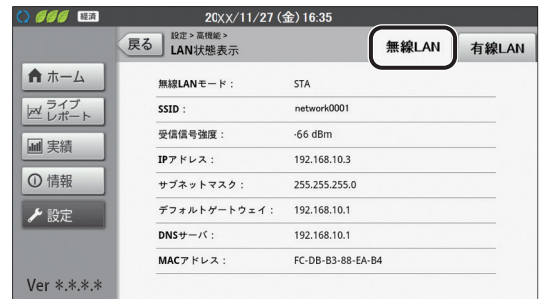 経済 20XX/11/27 (金) 16:35
戻る 設定 > 高機能 >
LAN状態表示
無線LAN 有線LAN
ホーム
ライブ
レポート
実績
情報
設定
Ver *.*.*.*
無線LANモード： STA
SSID： network0001
受信信号強度： -66 dBm
IPアドレス： 192.168.10.3
サブネットマスク： 255.255.255.0
デフォルトゲートウェイ： 192.168.10.1
DNSサーバ： 192.168.10.1
MACアドレス： FC-DB-B3-88-EA-B4